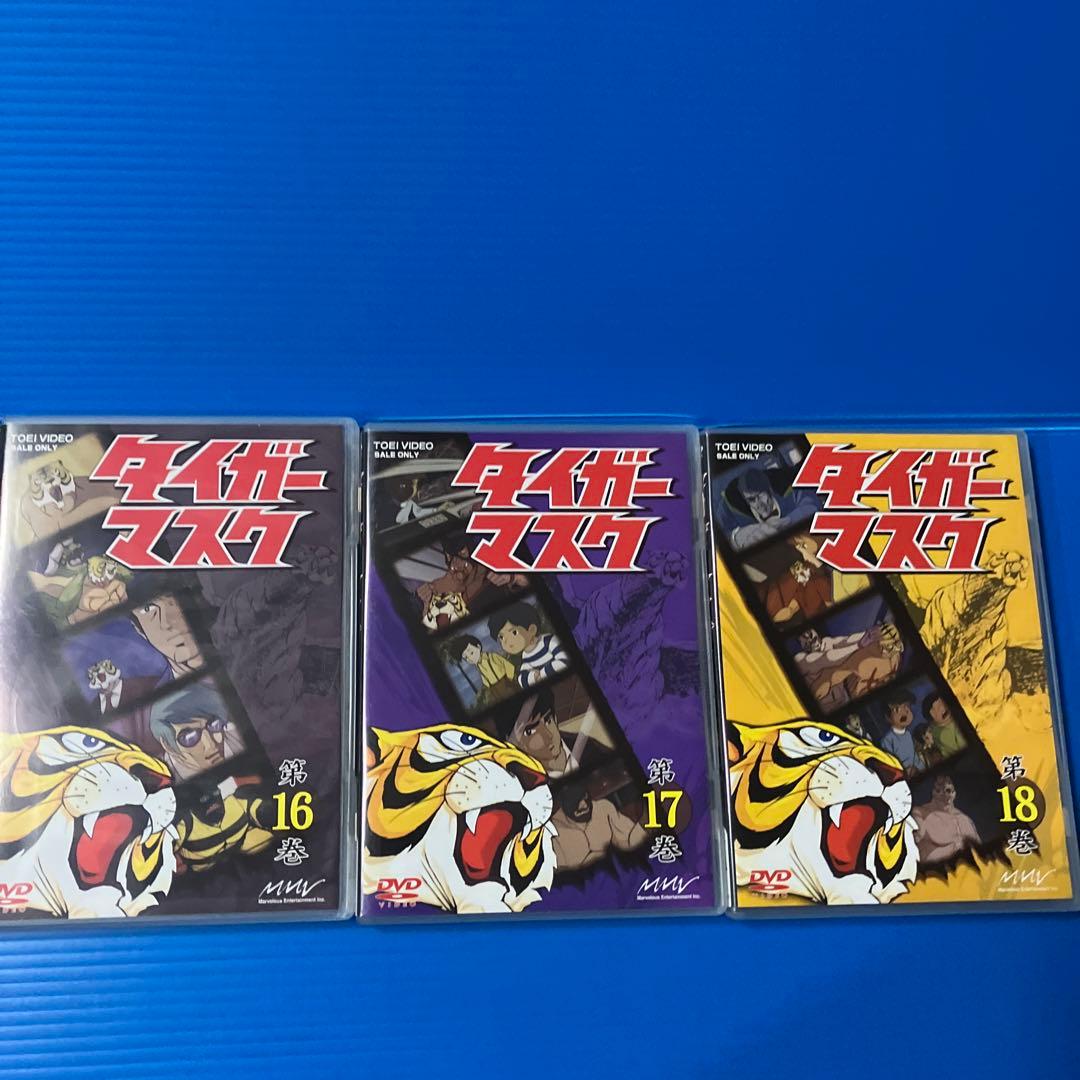 TOEI VIDEO
SALE ONLY
タイガー
マスク
第
16
巻
DVD
MMV
Marvelous Entertainment Inc.
TOEI VIDEO
SALE ONLY
タイガー
マスク
第
17
巻
DVD
VIDEO
MMV
Marvelous Entertainment Inc.
TOEI VIDEO
SALE ONLY
タイガー
マスク
第
18
巻
DVD
VIDEO
MMV
Marvelous Entertainment Inc.